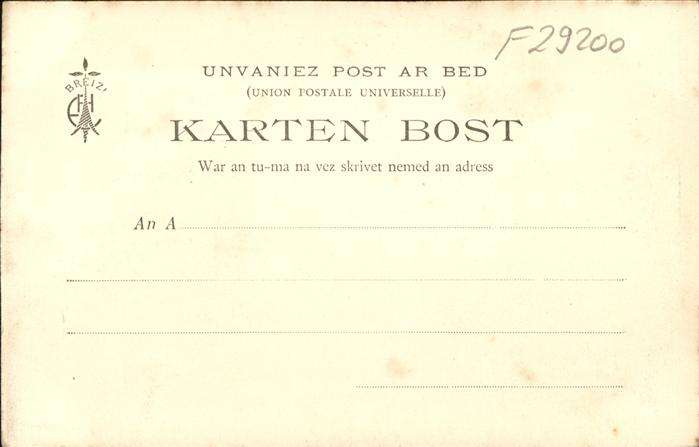 F29200
BREIZ
UNVANIEZ POST AR BED
(UNION POSTALE UNIVERSELLE)
KARTEN BOST
War an tu-ma na vez skrivet nemed an adress
An A